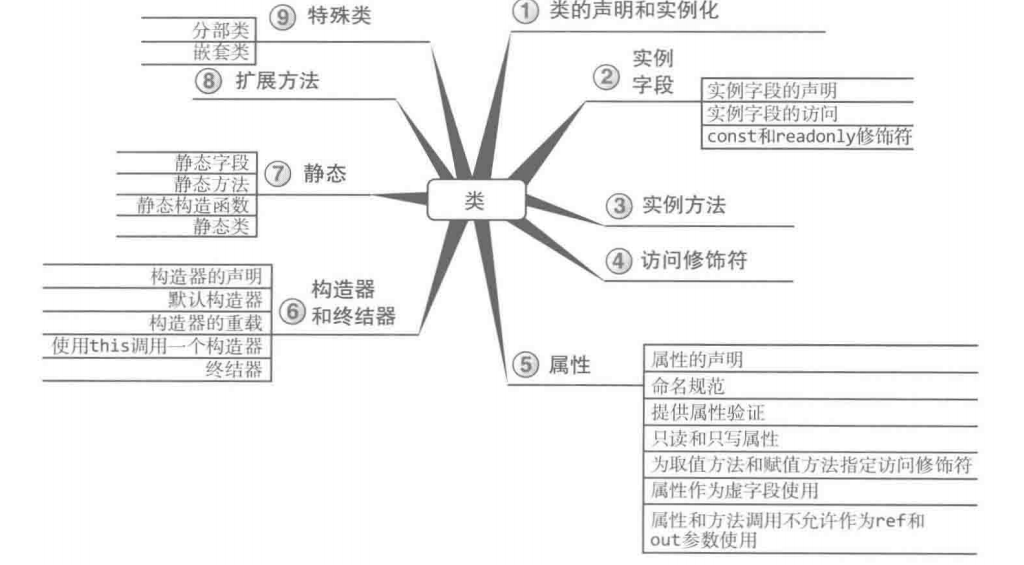 类
① 类的声明和实例化
② 实例
字段
实例字段的声明
实例字段的访问
const和readonly修饰符
③ 实例方法
④ 访问修饰符
⑤ 属性
属性的声明
命名规范
提供属性验证
只读和只写属性
为取值方法和赋值方法指定访问修饰符
属性作为虚字段使用
属性和方法调用不允许作为ref和
out参数使用
⑥ 构造器
和终结器
构造器的声明
默认构造器
构造器的重载
使用this调用一个构造器
终结器
⑦ 静态
静态字段
静态方法
静态构造函数
静态类
⑧ 扩展方法
⑨ 特殊类
分部类
嵌套类